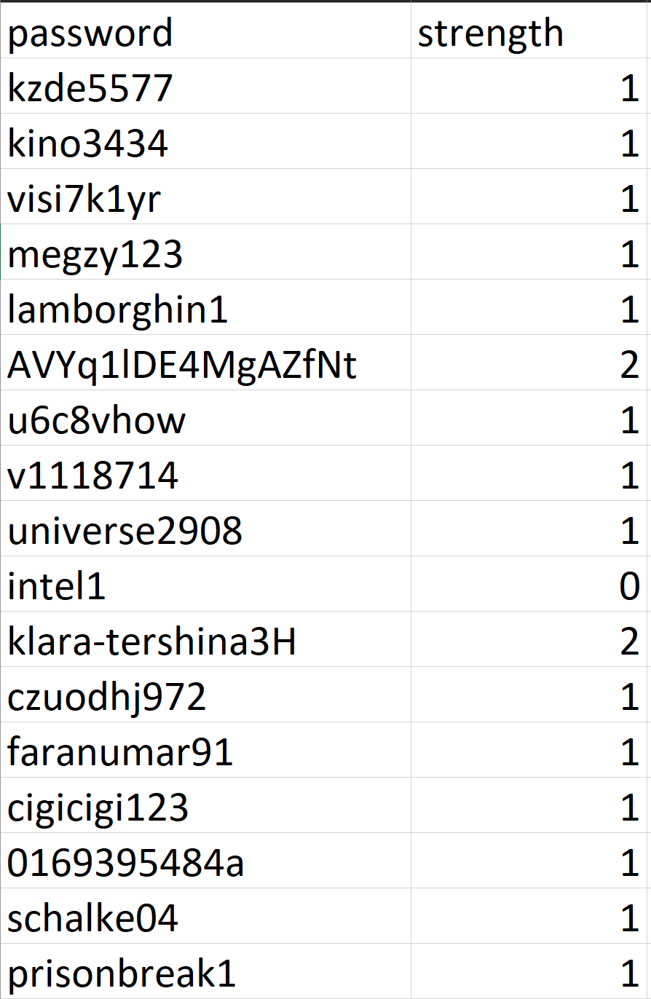 password strength
kzde5577 1
kino3434 1
visi7k1yr 1
megzy123 1
lamborghin1 1
AVYq1lDE4MgAZfNt 2
u6c8vhow 1
v1118714 1
universe2908 1
intel1 0
klara-tershina3H 2
czuodhj972 1
faranumar91 1
cigicigi123 1
0169395484a 1
schalke04 1
prisonbreak1 1